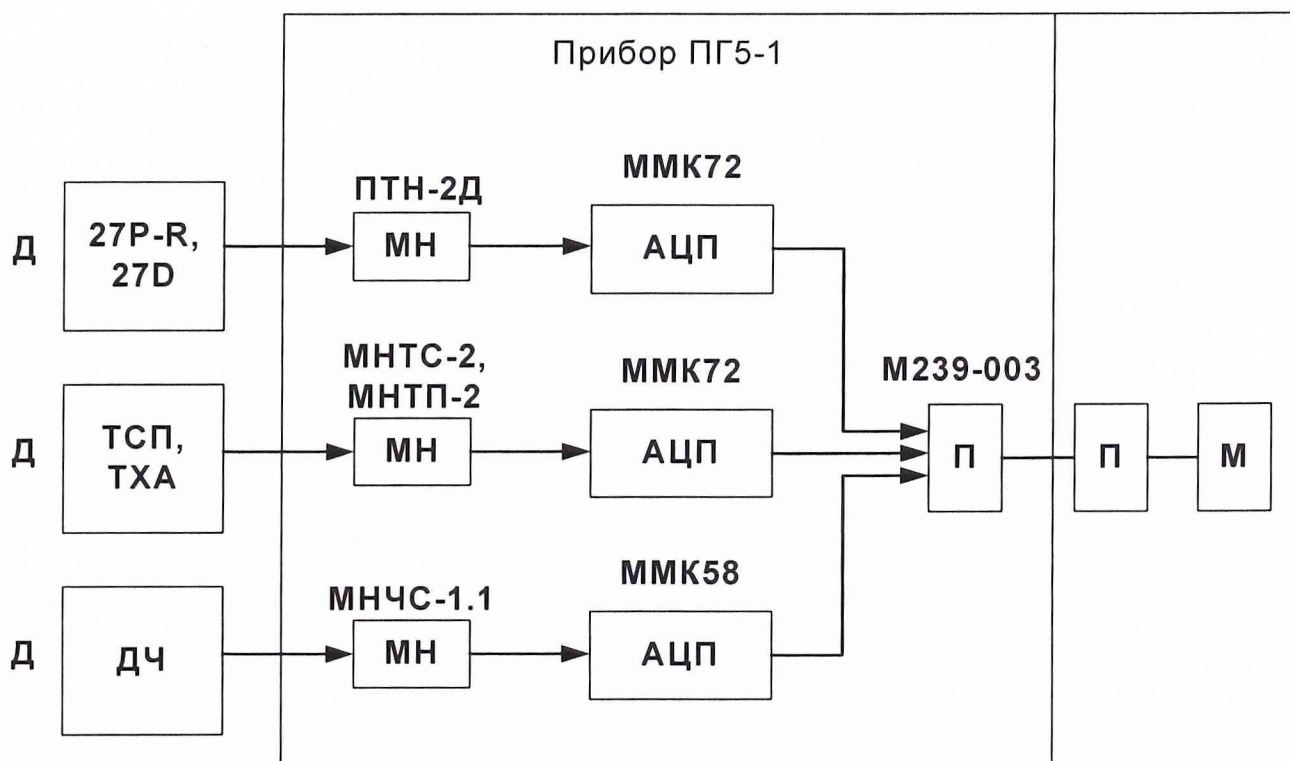 Прибор ПГ5-1
Д
27P-R,
27D
ПТН-2Д
МН
ММК72
АЦП
Д
ТСП,
ТХА
МНТС-2,
МНТП-2
МН
ММК72
АЦП
М239-003
П
П
М
Д
ДЧ
МНЧС-1.1
МН
ММК58
АЦП